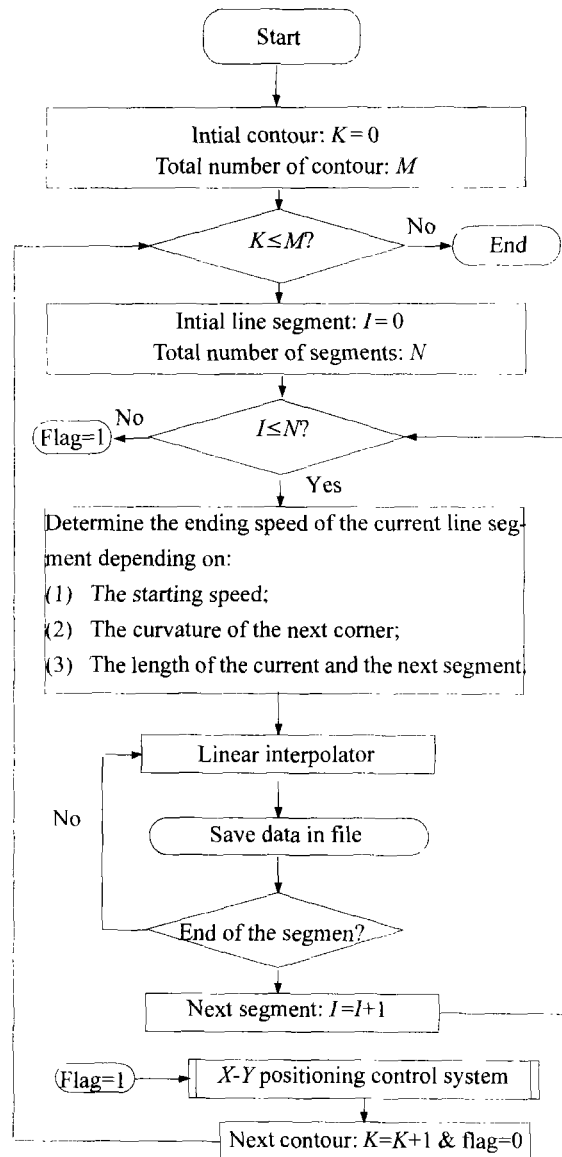 Start
Intial contour: K=0
Total number of contour: M
K≤M?
No
End
Intial line segment: I=0
Total number of segments: N
No
Flag=1
I≤N?
Yes
Determine the ending speed of the current line seg-
ment depending on:
(1) The starting speed;
(2) The curvature of the next corner;
(3) The length of the current and the next segment.
Linear interpolator
No
Save data in file
End of the segmen?
Next segment: I=I+1
Flag=1
X-Y positioning control system
Next contour: K=K+1 & flag=0